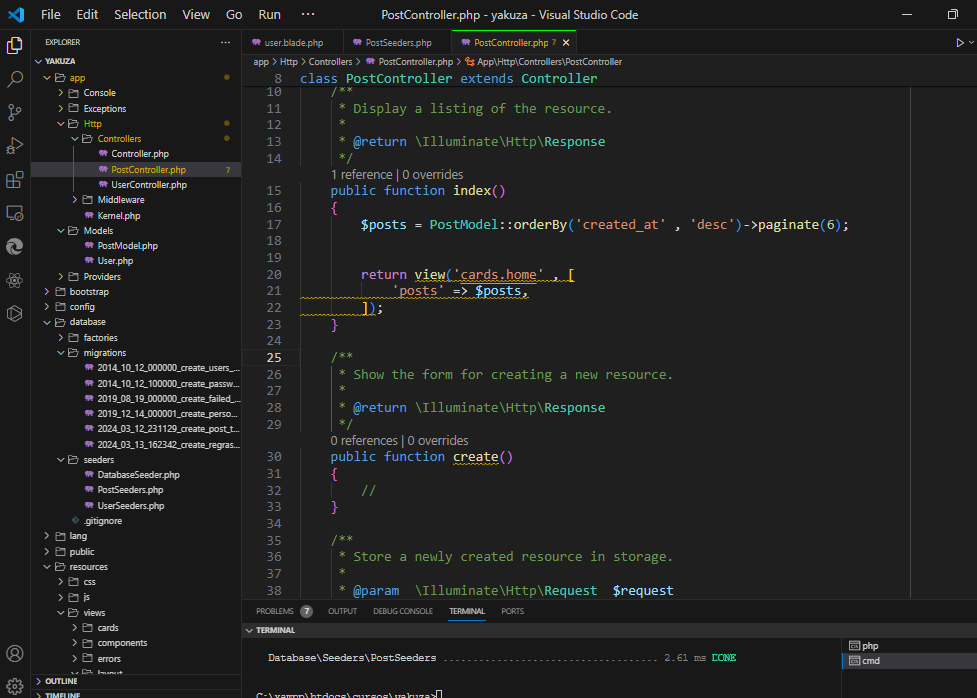 File Edit Selection View Go Run ··· PostController.php - yakuza - Visual Studio Code
EXPLORER ···
YAKUZA
app
Console
Exceptions
Http
Controllers
Controller.php
PostController.php 7
UserController.php
Middleware
Kernel.php
Models
PostModel.php
User.php
Providers
bootstrap
config
database
factories
migrations
2014_10_12_000000_create_users_...
2014_10_12_100000_create_passw...
2019_08_19_000000_create_failed_...
2019_12_14_000001_create_perso...
2024_03_12_231129_create_post_t...
2024_03_13_162342_create_regras...
seeders
DatabaseSeeder.php
PostSeeders.php
UserSeeders.php
.gitignore
lang
public
resources
css
js
views
cards
components
errors
layout
OUTLINE
TIMELINE
user.blade.php PostSeeders.php PostController.php 7
app > Http > Controllers > PostController.php > App\Http\Controllers\PostController
8 class PostController extends Controller
10 /**
11 * Display a listing of the resource.
12 *
13 * @return \Illuminate\Http\Response
14 */
1 reference | 0 overrides
15 public function index()
16 {
17 $posts = PostModel::orderBy('created_at' , 'desc')->paginate(6);
18
19
20 return view('cards.home' , [
21 'posts' => $posts,
22 ]);
23 }
24
25 /**
26 * Show the form for creating a new resource.
27 *
28 * @return \Illuminate\Http\Response
29 */
0 references | 0 overrides
30 public function create()
31 {
32 //
33 }
34
35 /**
36 * Store a newly created resource in storage.
37 *
38 * @param \Illuminate\Http\Request $request
PROBLEMS 7 OUTPUT DEBUG CONSOLE TERMINAL PORTS
TERMINAL
Database\Seeders\PostSeeders .................................. 2.61 ms DONE
C:\xampp\htdocs\cursos\yakuza>
php
cmd